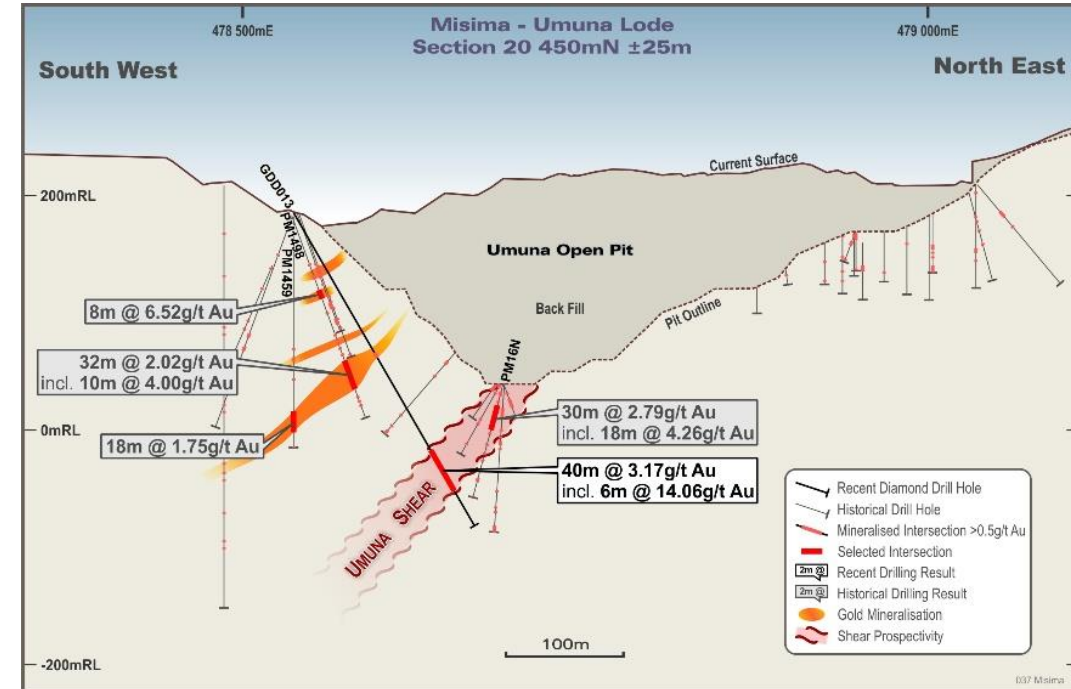 478 500mE
Misima - Umuna Lode
Section 20 450mN ±25m
479 000mE
South West
North East
Current Surface
GDD013
PM1498
PM1459
200mRL
Umuna Open Pit
Back Fill
Pit Outline
8m @ 6.52g/t Au
PM16N
32m @ 2.02g/t Au
incl. 10m @ 4.00g/t Au
30m @ 2.79g/t Au
incl. 18m @ 4.26g/t Au
0mRL
18m @ 1.75g/t Au
40m @ 3.17g/t Au
incl. 6m @ 14.06g/t Au
UMUNA SHEAR
Recent Diamond Drill Hole
Historical Drill Hole
Mineralised Intersection >0.5g/t Au
Selected Intersection
2m @ Recent Drilling Result
2m @ Historical Drilling Result
Gold Mineralisation
Shear Prospectivity
100m
-200mRL
037 Misima